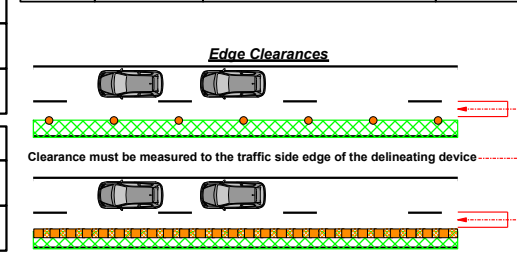 Edge Clearances
Clearance must be measured to the traffic side edge of the delineating device